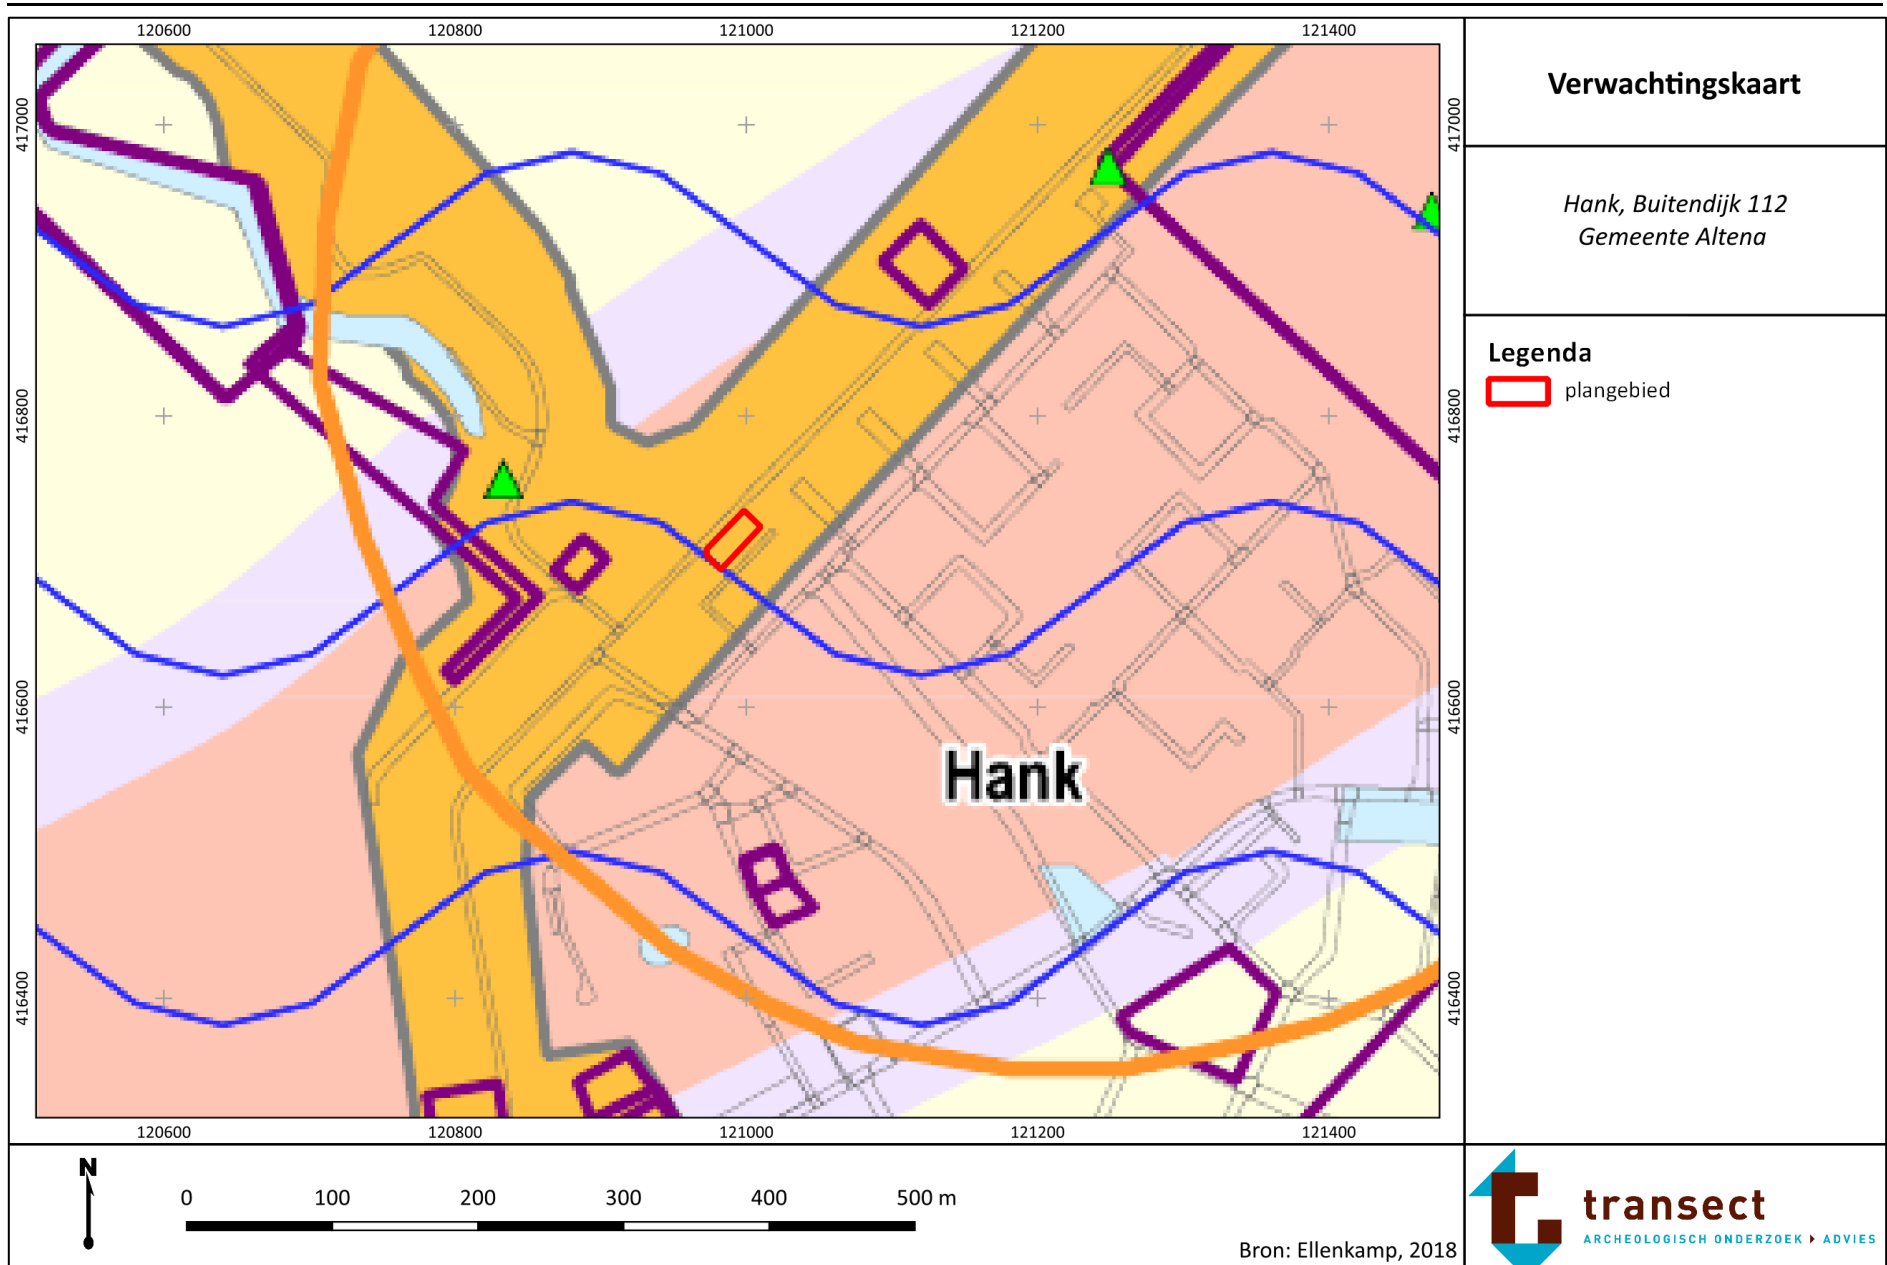 120600 120800 121000 121200 121400
417000
416800
416600
416400
417000
416800
416600
416400
Hank
120600 120800 121000 121200 121400
Verwachtingskaart
Hank, Buitendijk 112
Gemeente Altena
Legenda
plangebied
N
0 100 200 300 400 500 m
Bron: Ellenkamp, 2018
transect
ARCHEOLOGISCH ONDERZOEK ▸ ADVIES